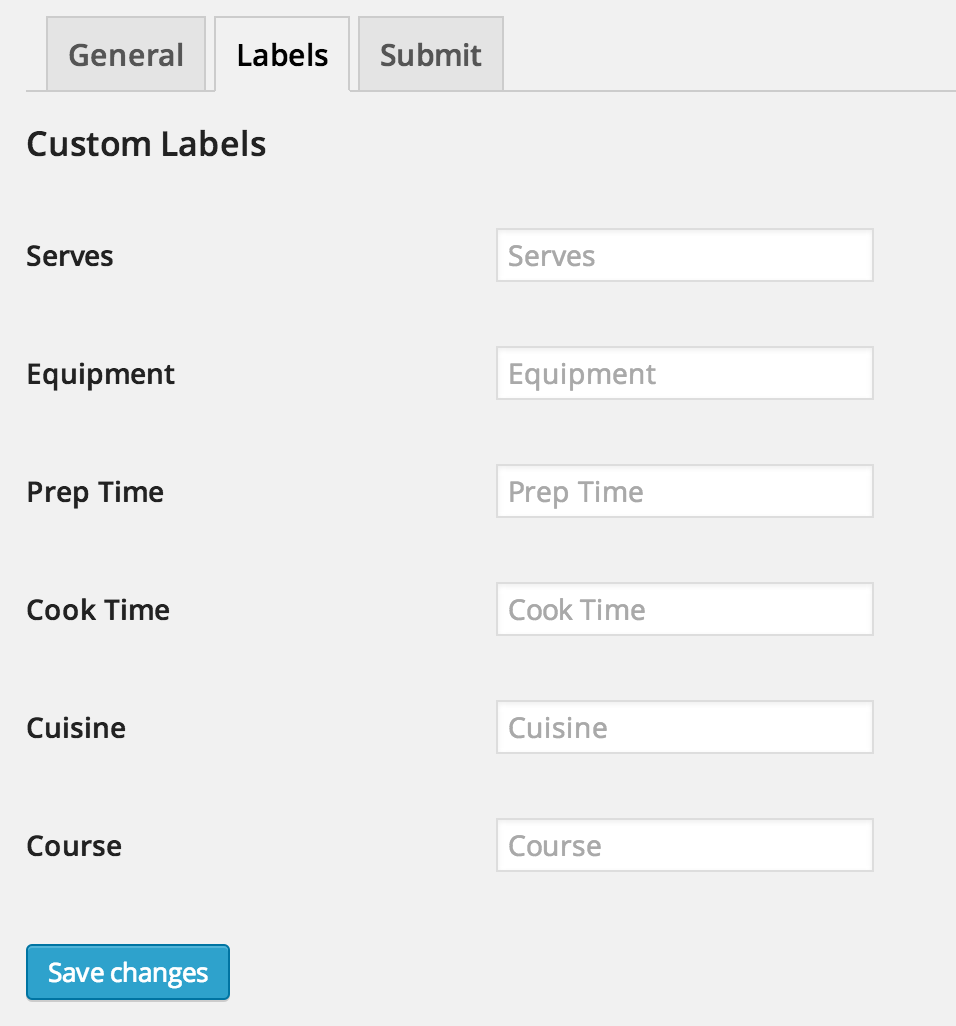 General Labels Submit
Custom Labels
Serves Serves
Equipment Equipment
Prep Time Prep Time
Cook Time Cook Time
Cuisine Cuisine
Course Course
Save changes